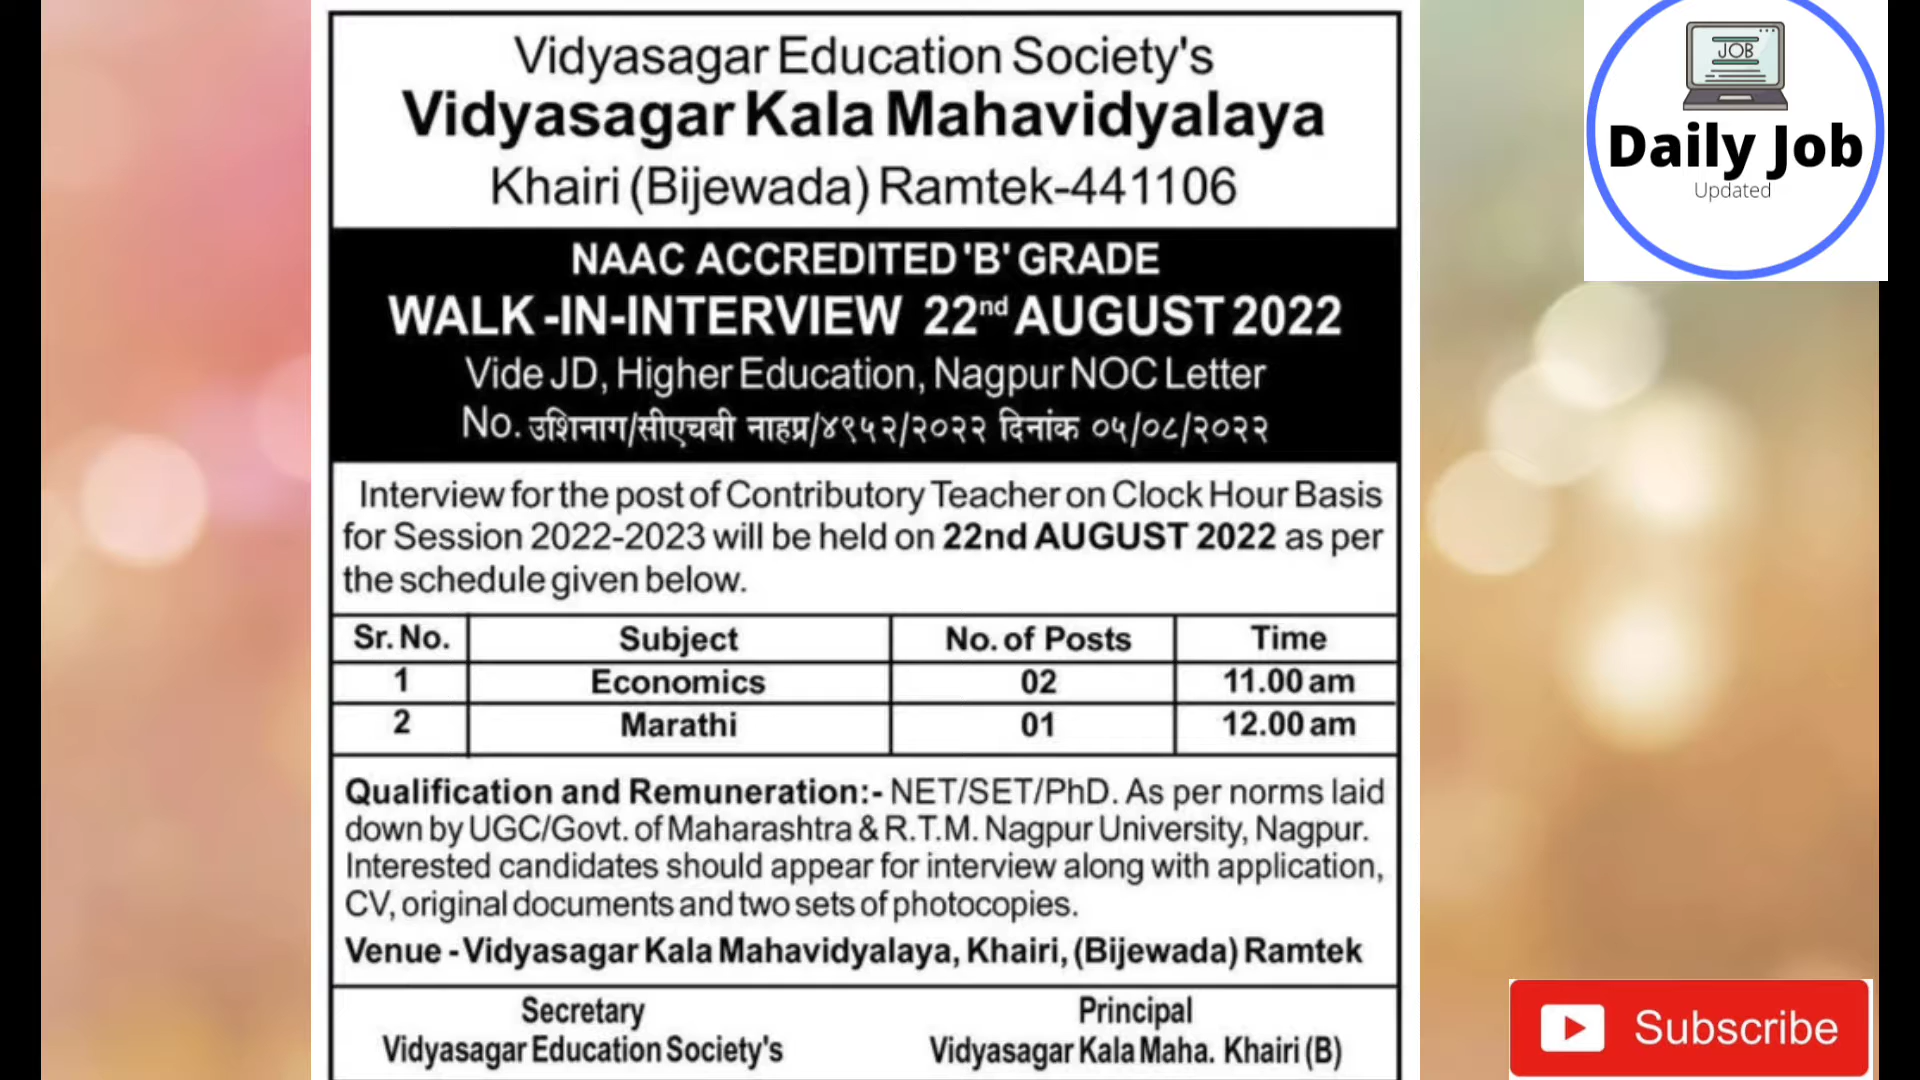 Vidyasagar Education Society's
Vidyasagar Kala Mahavidyalaya
Khairi (Bijewada) Ramtek-441106
NAAC ACCREDITED 'B' GRADE
WALK -IN-INTERVIEW 22nd AUGUST 2022
Vide JD, Higher Education, Nagpur NOC Letter
No. उशिनाग/सीएचबी नाहप्र/४९५२/२०२२ दिनांक ०५/०८/२०२२
Interview for the post of Contributory Teacher on Clock Hour Basis
for Session 2022-2023 will be held on 22nd AUGUST 2022 as per
the schedule given below.
Sr. No. Subject No. of Posts Time
1 Economics 02 11.00 am
2 Marathi 01 12.00 am
Qualification and Remuneration:- NET/SET/PhD. As per norms laid
down by UGC/Govt. of Maharashtra & R.T.M. Nagpur University, Nagpur.
Interested candidates should appear for interview along with application,
CV, original documents and two sets of photocopies.
Venue - Vidyasagar Kala Mahavidyalaya, Khairi, (Bijewada) Ramtek
Secretary Principal
Vidyasagar Education Society's Vidyasagar Kala Maha. Khairi (B)
JOB
Daily Job
Updated
Subscribe